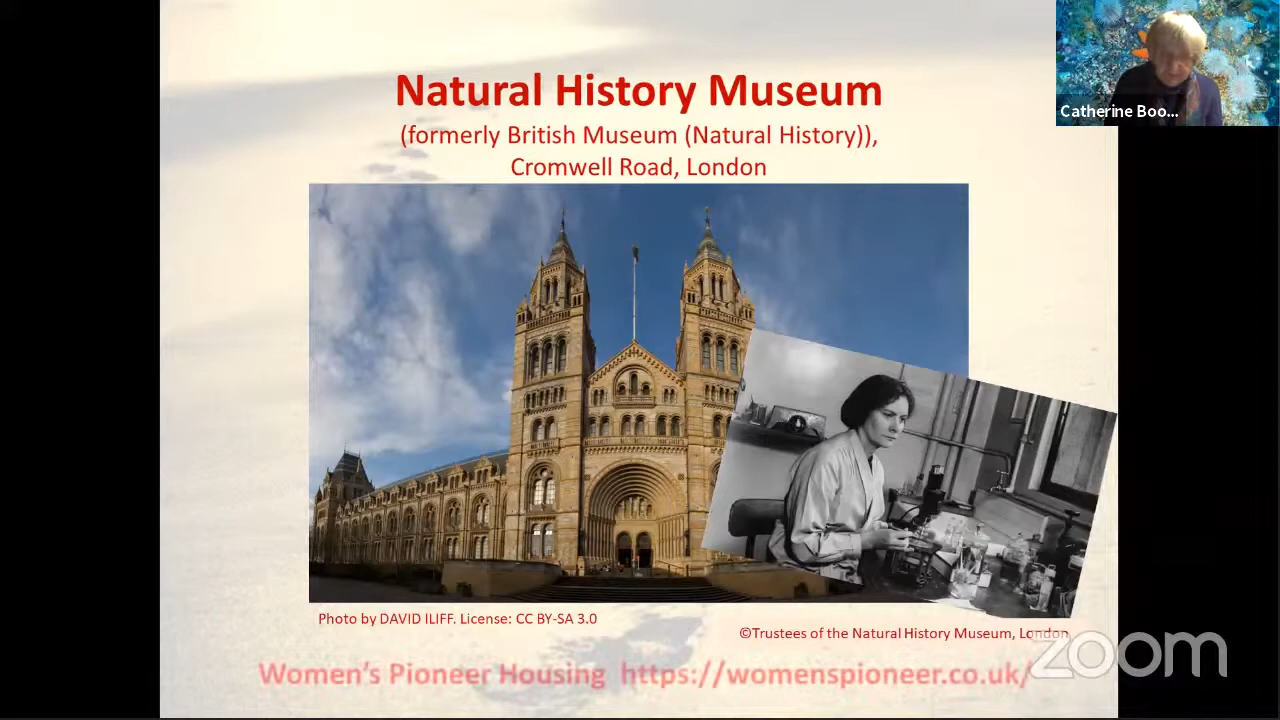 Natural History Museum
(formerly British Museum (Natural History)),
Cromwell Road, London
Catherine Boo...
Photo by DAVID ILIFF. License: CC BY-SA 3.0
©Trustees of the Natural History Museum, London
zoom
Women's Pioneer Housing https://womenspioneer.co.uk/